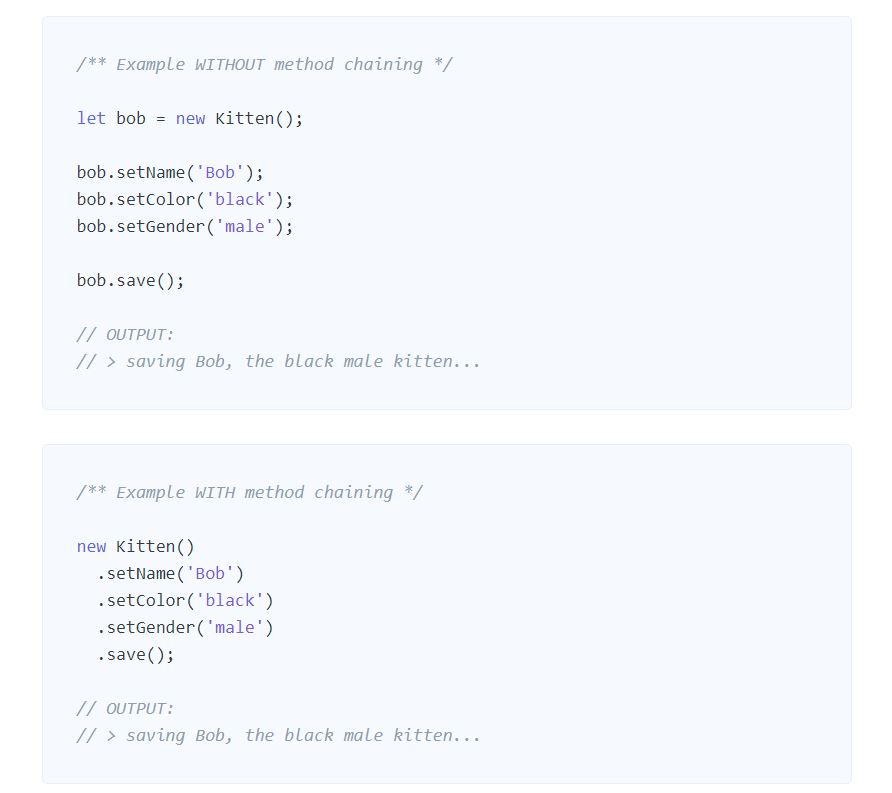 /** Example WITHOUT method chaining */
let bob = new Kitten();
bob.setName('Bob');
bob.setColor('black');
bob.setGender('male');
bob.save();
// OUTPUT:
// > saving Bob, the black male kitten...
/** Example WITH method chaining */
new Kitten()
  .setName('Bob')
  .setColor('black')
  .setGender('male')
  .save();
// OUTPUT:
// > saving Bob, the black male kitten...